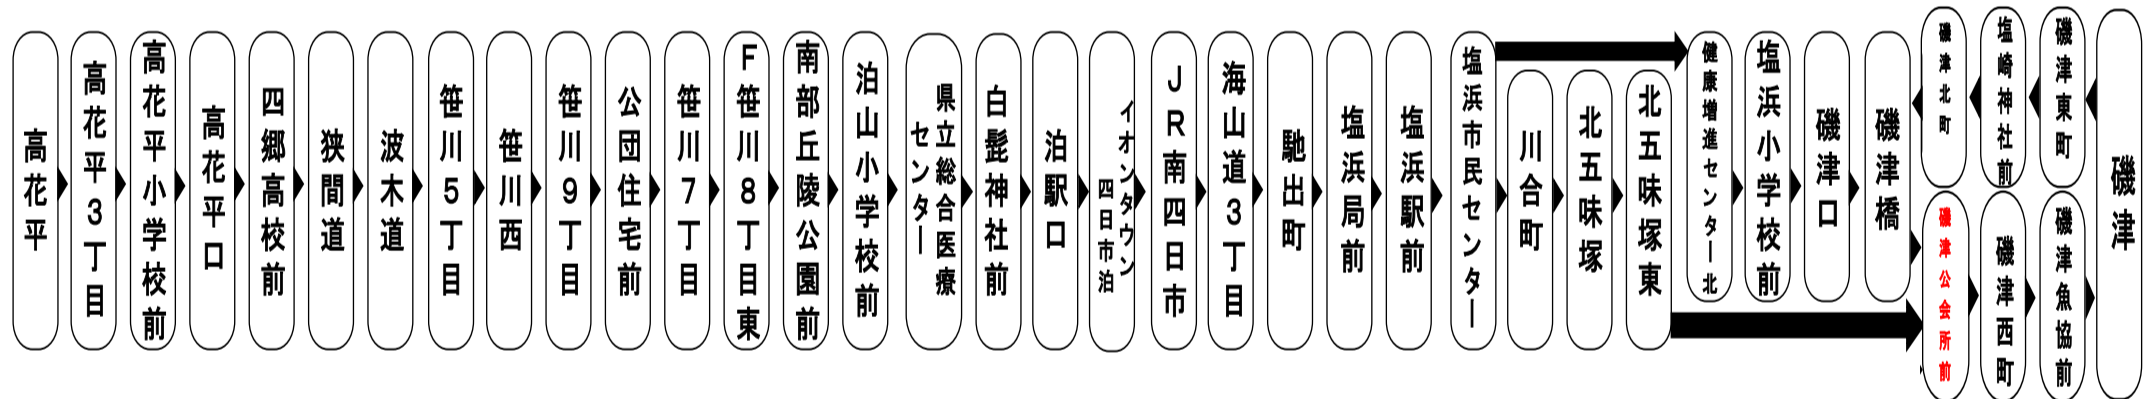 高花平
高花平３丁目
高花平小学校前
高花平口
四郷高校前
狭間道
波木道
笹川５丁目
笹川西
笹川９丁目
公団住宅前
笹川７丁目
Ｆ笹川８丁目東
南部丘陵公園前
泊山小学校前
県立総合医療
センター
白髭神社前
泊駅口
イオンタウン
四日市泊
ＪＲ南四日市
海山道３丁目
馳出町
塩浜局前
塩浜駅前
塩浜市民センター
川合町
北五味塚
北五味塚東
健康増進センター北
塩浜小学校前
磯津口
磯津橋
磯津北町
磯津公会所前
塩崎神社前
磯津西町
磯津東町
磯津魚協前
磯津